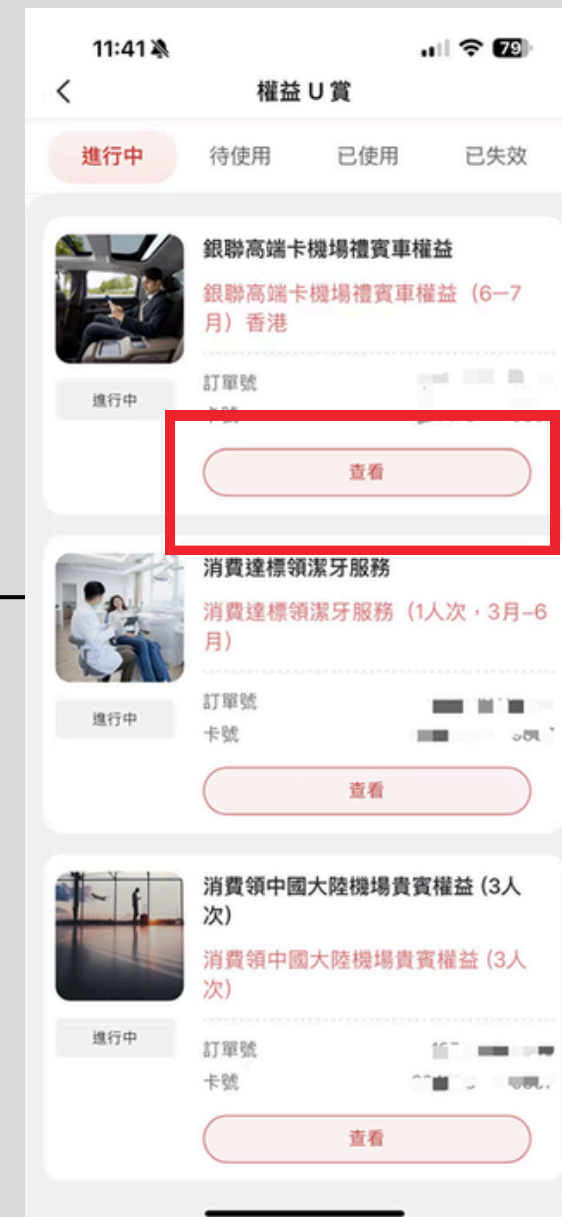 11:41
79
權益 U 賞
進行中 待使用 已使用 已失效
銀聯高端卡機場禮賓車權益
銀聯高端卡機場禮賓車權益（6—7
月）香港
進行中
訂單號
查看
消費達標領潔牙服務
消費達標領潔牙服務（1人次，3月–6
月）
進行中
訂單號
卡號
查看
消費領中國大陸機場貴賓權益 (3人
次)
消費領中國大陸機場貴賓權益 (3人
次)
進行中
訂單號
卡號
查看